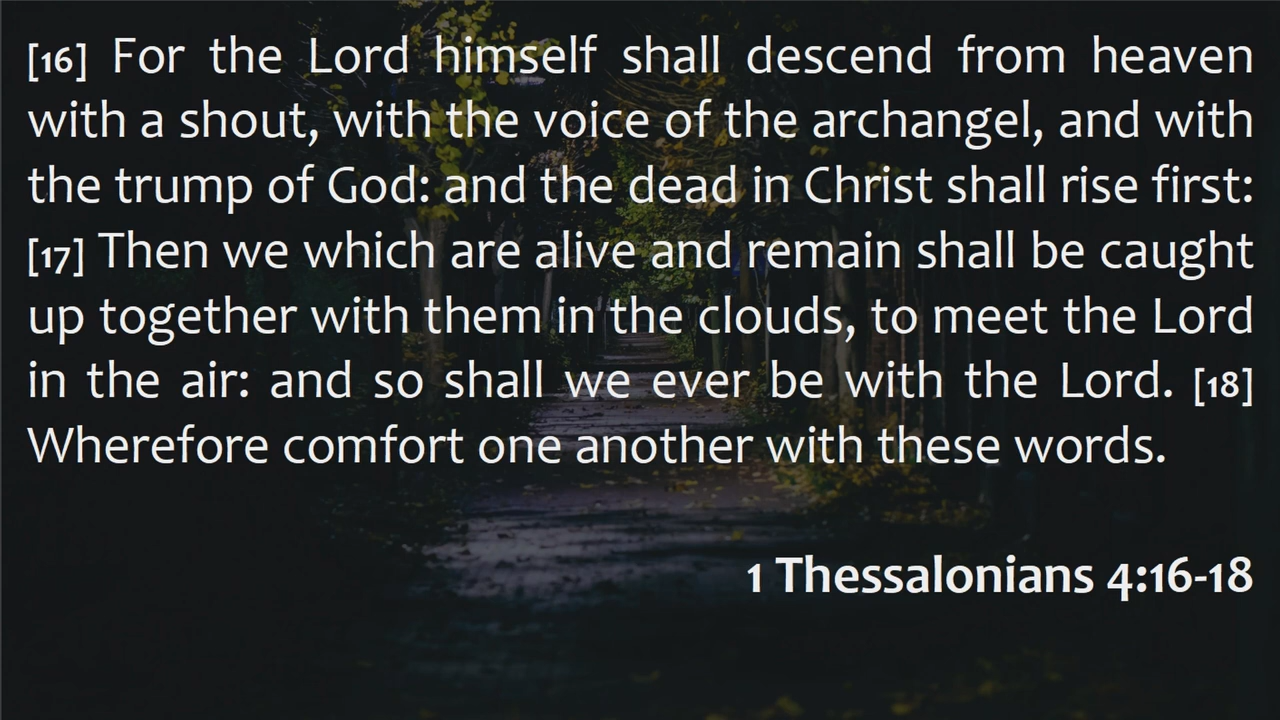 [16] For the Lord himself shall descend from heaven
with a shout, with the voice of the archangel, and with
the trump of God: and the dead in Christ shall rise first:
[17] Then we which are alive and remain shall be caught
up together with them in the clouds, to meet the Lord
in the air: and so shall we ever be with the Lord. [18]
Wherefore comfort one another with these words.
1 Thessalonians 4:16-18